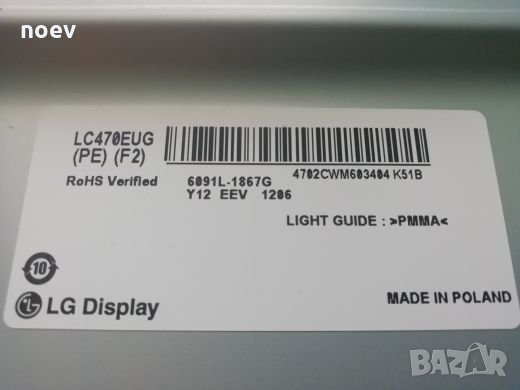 noev
LC470EUG
(PE) (F2)
RoHS Verified
6091L-1867G
4702CWM603404 K51B
Y12 EEV 1206
LIGHT GUIDE : >PMMA<
10
LG Display
MADE IN POLAND
BAZAR